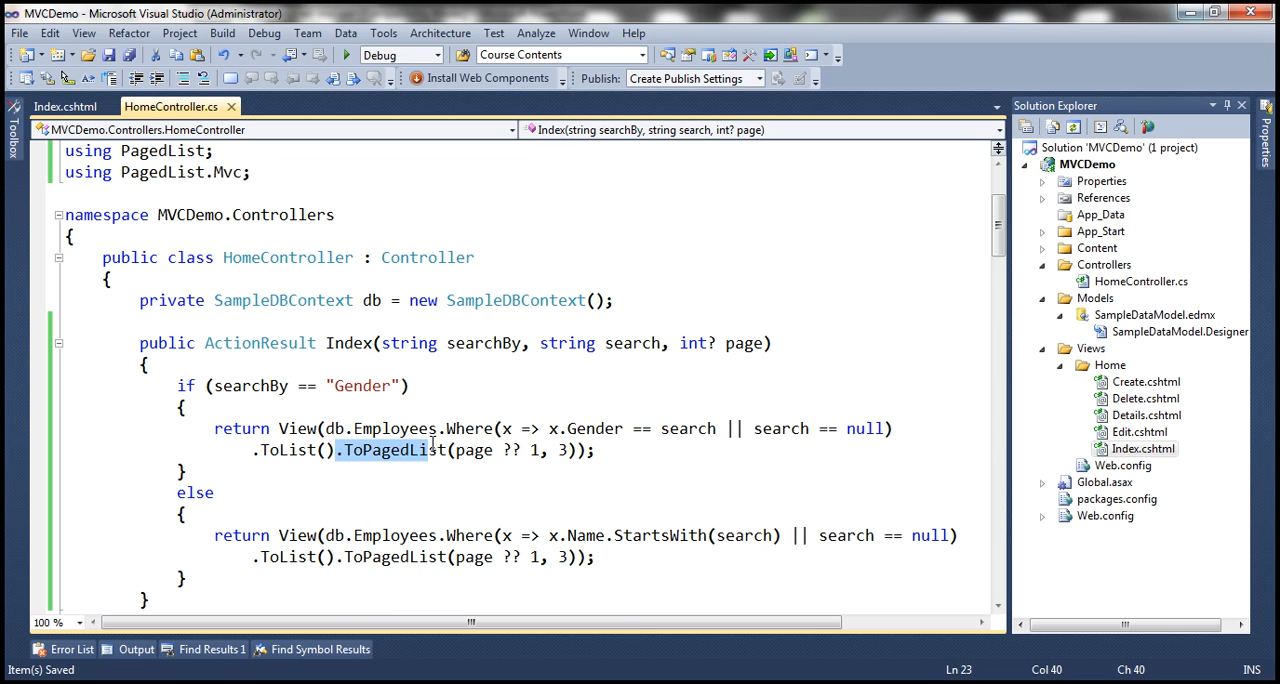 MVCDemo - Microsoft Visual Studio (Administrator)
File Edit View Refactor Project Build Debug Team Data Tools Architecture Test Analyze Window Help
Debug Course Contents
Install Web Components Publish: Create Publish Settings
Toolbox
Index.cshtml HomeController.cs
MVCDemo.Controllers.HomeController Index(string searchBy, string search, int? page)
using PagedList;
using PagedList.Mvc;
namespace MVCDemo.Controllers
{
public class HomeController : Controller
{
private SampleDBContext db = new SampleDBContext();
public ActionResult Index(string searchBy, string search, int? page)
{
if (searchBy == "Gender")
{
return View(db.Employees.Where(x => x.Gender == search || search == null)
.ToList().ToPagedList(page ?? 1, 3));
}
else
{
return View(db.Employees.Where(x => x.Name.StartsWith(search) || search == null)
.ToList().ToPagedList(page ?? 1, 3));
}
}
100 %
Solution Explorer
Solution 'MVCDemo' (1 project)
MVCDemo
Properties
References
App_Data
App_Start
Content
Controllers
HomeController.cs
Models
SampleDataModel.edmx
SampleDataModel.Designer
Views
Home
Create.cshtml
Delete.cshtml
Details.cshtml
Edit.cshtml
Index.cshtml
Web.config
Global.asax
packages.config
Web.config
Properties
Error List Output Find Results 1 Find Symbol Results
Item(s) Saved Ln 23 Col 40 Ch 40 INS